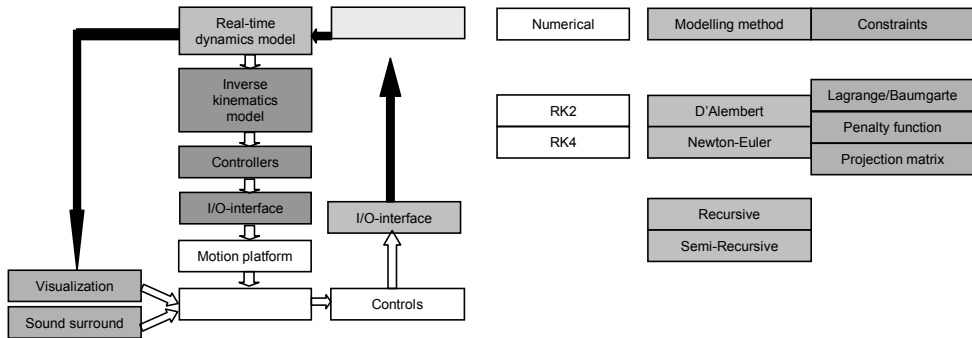 Real-time
dynamics model
Inverse
kinematics
model
Controllers
I/O-interface
Motion platform
Visualization
Sound surround
I/O-interface
Controls
Numerical
Modelling method
Constraints
RK2
RK4
D'Alembert
Newton-Euler
Lagrange/Baumgarte
Penalty function
Projection matrix
Recursive
Semi-Recursive